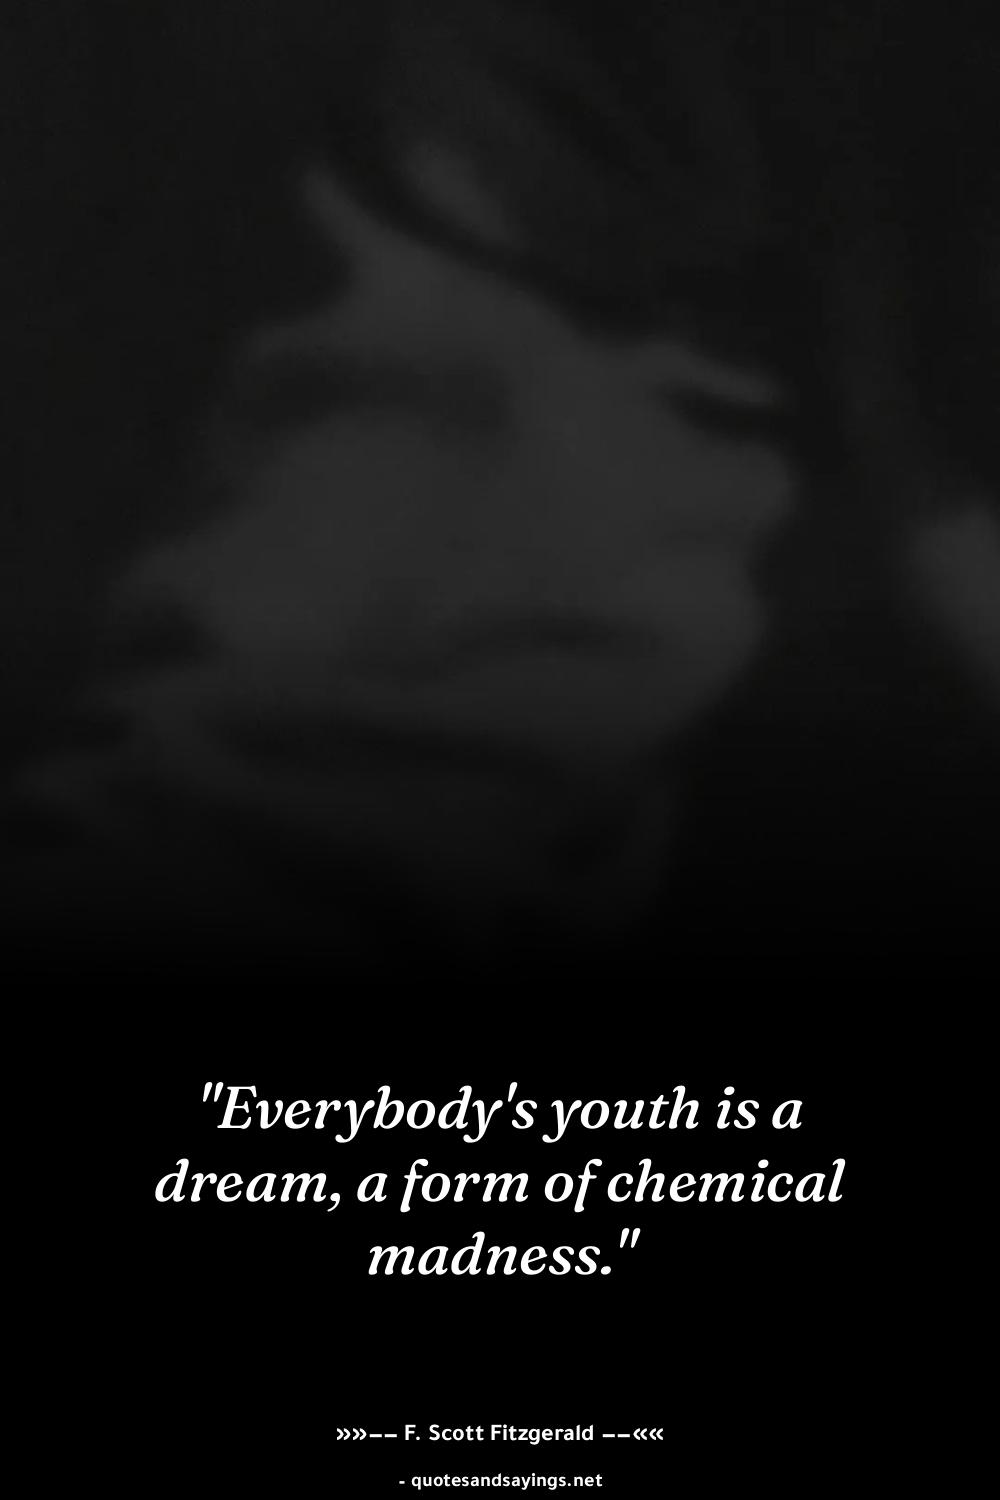 "Everybody's youth is a
dream, a form of chemical
madness."
»»−− F. Scott Fitzgerald −−««
- quotesandsayings.net